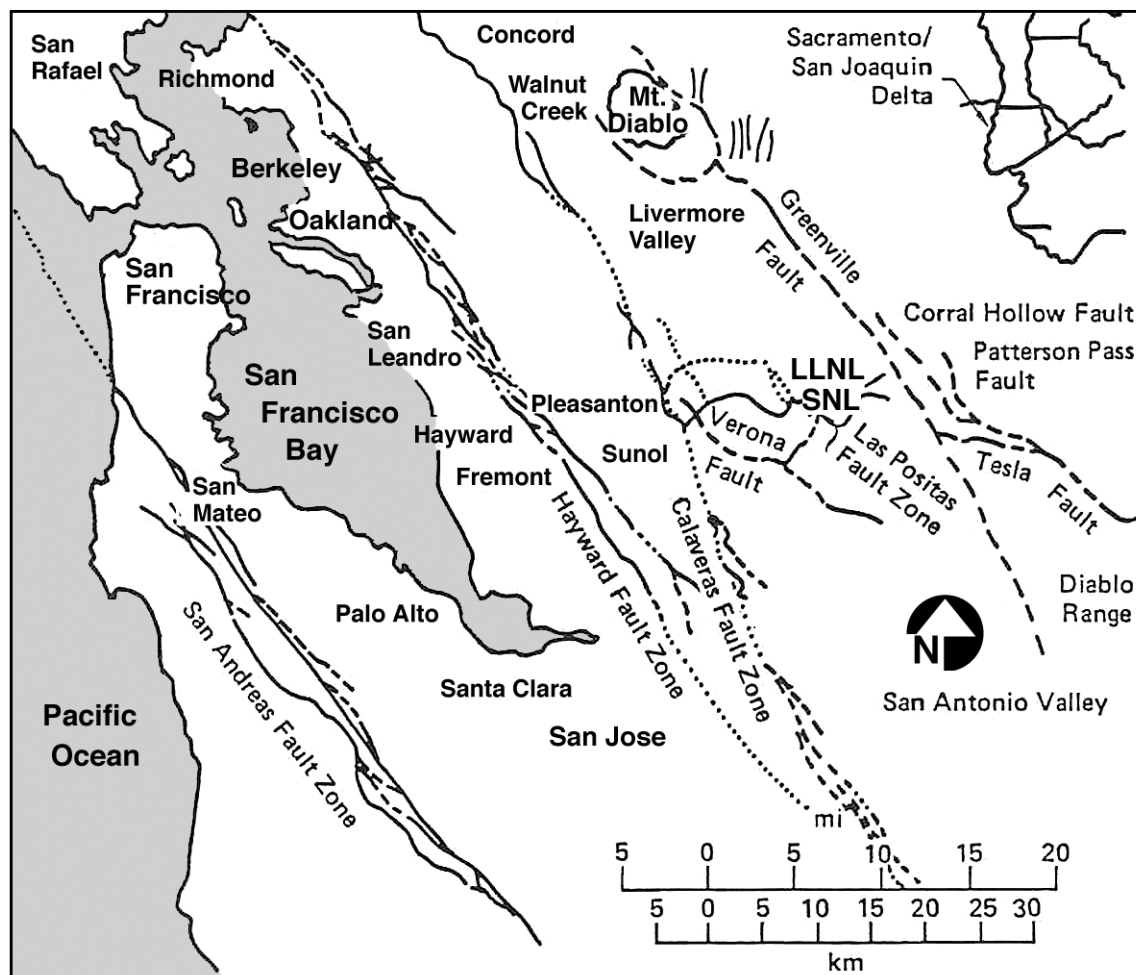 San
Rafael
Richmond
Concord
Walnut
Creek
Mt.
Diablo
Sacramento/
San Joaquin
Delta
Berkeley
Oakland
Livermore
Valley
Greenville
Fault
San
Francisco
San
Leandro
Corral Hollow Fault
Patterson Pass
Fault
LLNL
SNL
San
Francisco
Bay
Pleasanton
Verona
Fault
Hayward
Sunol
Las Positas
Fault Zone
Tesla
Fault
Fremont
San
Mateo
Hayward Fault Zone
Calaveras Fault Zone
Diablo
Range
Palo Alto
N
San Andreas Fault Zone
Santa Clara
San Antonio Valley
Pacific
Ocean
San Jose
mi
5 0 5 10 15 20
5 0 5 10 15 20 25 30
km